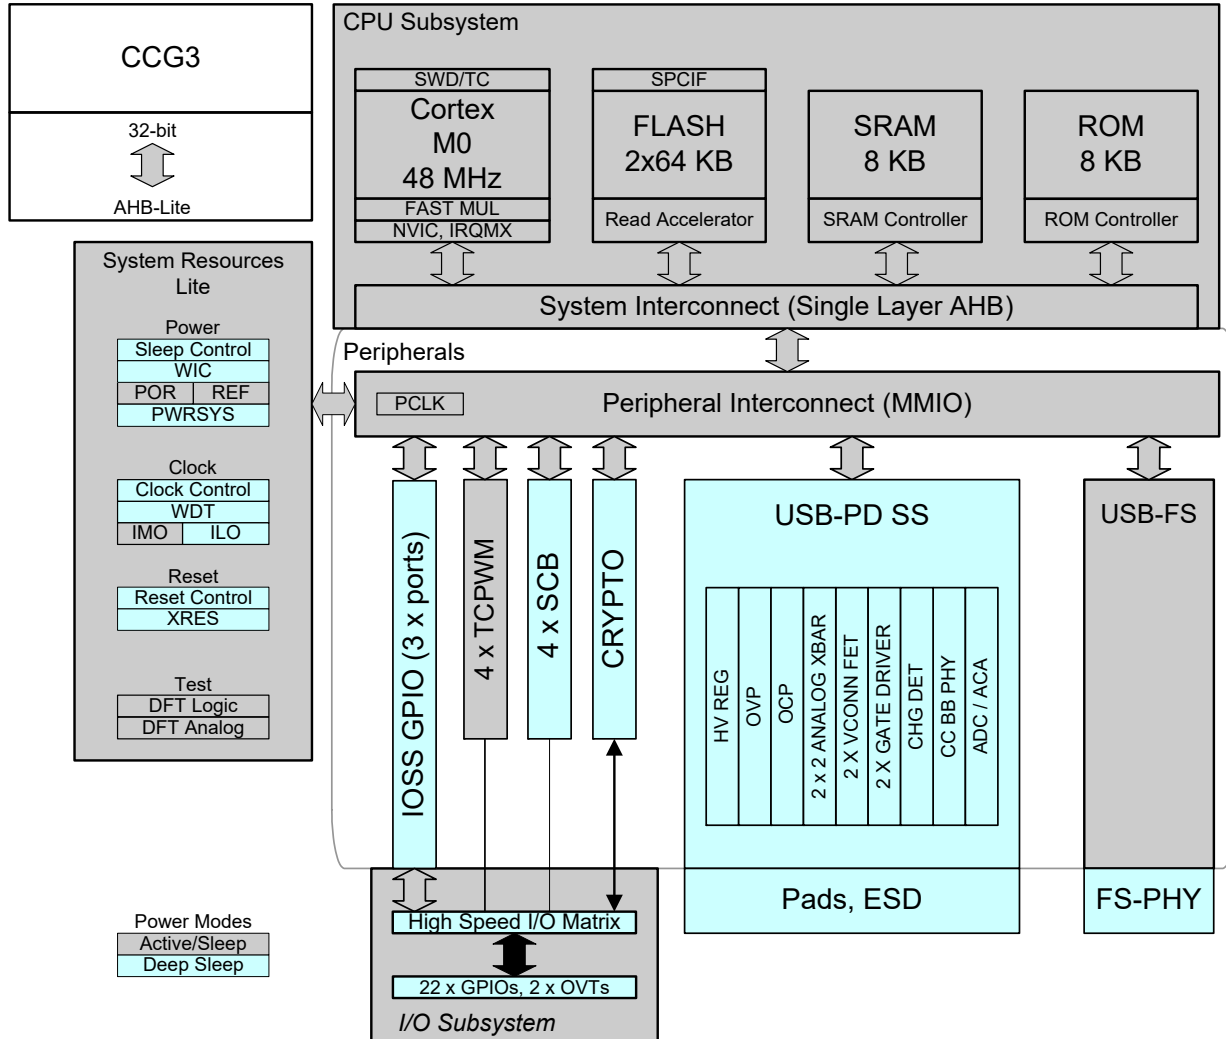 CCG3
32-bit
AHB-Lite
CPU Subsystem
SWD/TC
Cortex
M0
48 MHz
FAST MUL
NVIC, IRQMX
SPCIF
FLASH
2x64 KB
Read Accelerator
SRAM
8 KB
SRAM Controller
ROM
8 KB
ROM Controller
System Interconnect (Single Layer AHB)
System Resources
Lite
Power
Sleep Control
WIC
POR
REF
PWRSYS
Clock
Clock Control
WDT
IMO
ILO
Reset
Reset Control
XRES
Test
DFT Logic
DFT Analog
Peripherals
PCLK
Peripheral Interconnect (MMIO)
IOSS GPIO (3 x ports)
4 x TCPWM
4 x SCB
CRYPTO
USB-PD SS
HV REG
OVP
OCP
2 x 2 ANALOG XBAR
2 X VCONN FET
2 X GATE DRIVER
CHG DET
CC BB PHY
ADC / ACA
Pads, ESD
USB-FS
FS-PHY
High Speed I/O Matrix
22 x GPIOs, 2 x OVTs
I/O Subsystem
Power Modes
Active/Sleep
Deep Sleep